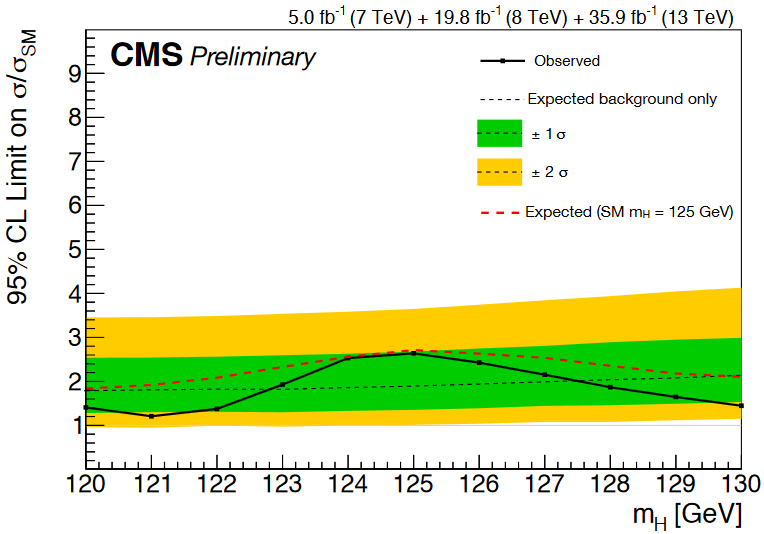 5.0 fb⁻¹ (7 TeV) + 19.8 fb⁻¹ (8 TeV) + 35.9 fb⁻¹ (13 TeV)
CMS Preliminary
Observed
Expected background only
± 1 σ
± 2 σ
Expected (SM mH = 125 GeV)
95% CL Limit on σ/σSM
9
8
7
6
5
4
3
2
1
120 121 122 123 124 125 126 127 128 129 130
mH [GeV]